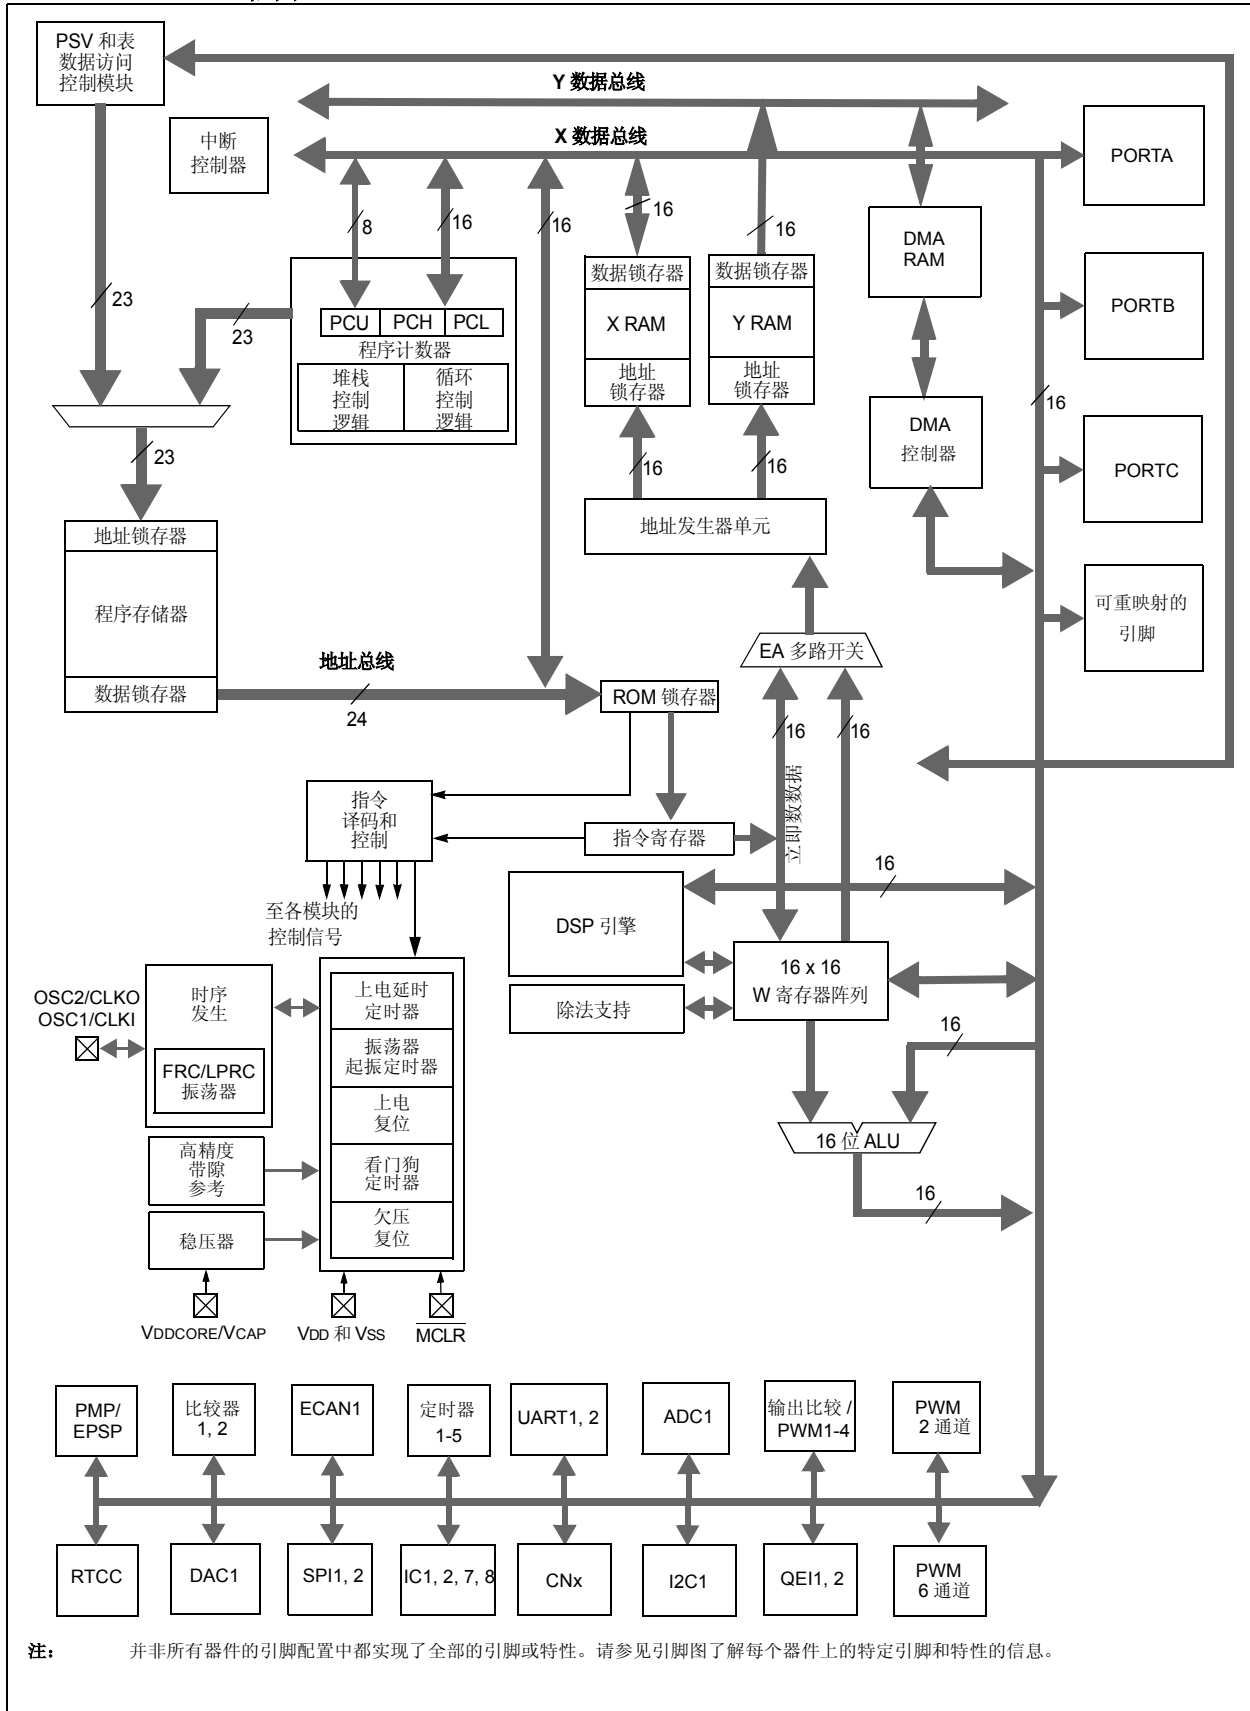 PSV 和表
数据访问
控制模块
Y 数据总线
X 数据总线
中断
控制器
PORTA
8
16
16
16
16
DMA
RAM
数据锁存器
数据锁存器
23
23
PCU
PCH
PCL
X RAM
Y RAM
PORTB
程序计数器
堆栈
控制
逻辑
循环
控制
逻辑
地址
锁存器
地址
锁存器
16
DMA
控制器
23
16
16
PORTC
地址锁存器
地址发生器单元
程序存储器
可重映射的
引脚
EA 多路开关
地址总线
数据锁存器
ROM 锁存器
24
16
16
立即数数据
指令
译码和
控制
指令寄存器
16
至各模块的
控制信号
DSP 引擎
16 x 16
W 寄存器阵列
OSC2/CLKO
OSC1/CLKI
时序
发生
上电延时
定时器
除法支持
振荡器
起振定时器
16
FRC/LPRC
振荡器
上电
复位
16 位 ALU
高精度
带隙
参考
看门狗
定时器
16
稳压器
欠压
复位
VDDCORE/VCAP
VDD 和 VSS
MCLR
PMP/
EPSP
比较器
1, 2
ECAN1
定时器
1-5
UART1, 2
ADC1
输出比较 /
PWM1-4
PWM
2 通道
RTCC
DAC1
SPI1, 2
IC1, 2, 7, 8
CNx
I2C1
QEI1, 2
PWM
6 通道
注： 并非所有器件的引脚配置中都实现了全部的引脚或特性。请参见引脚图了解每个器件上的特定引脚和特性的信息。